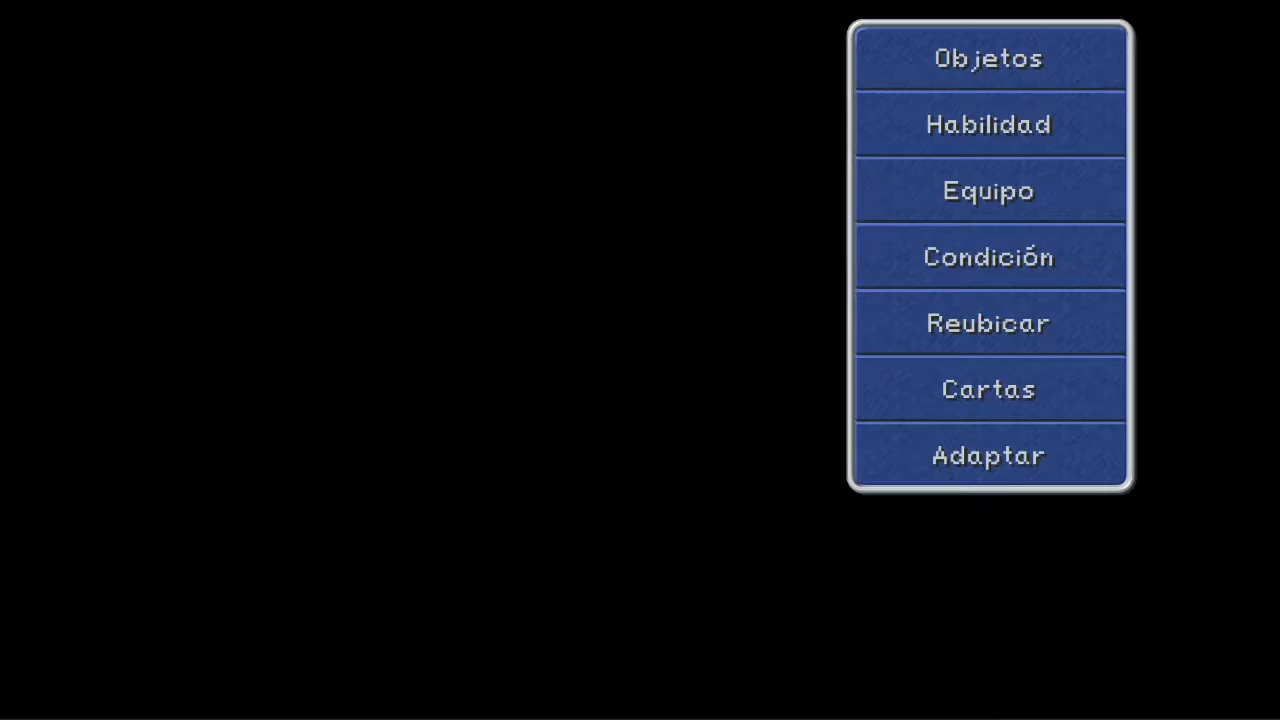 Objetos
Habilidad
Equipo
Condición
Reubicar
Cartas
Adaptar